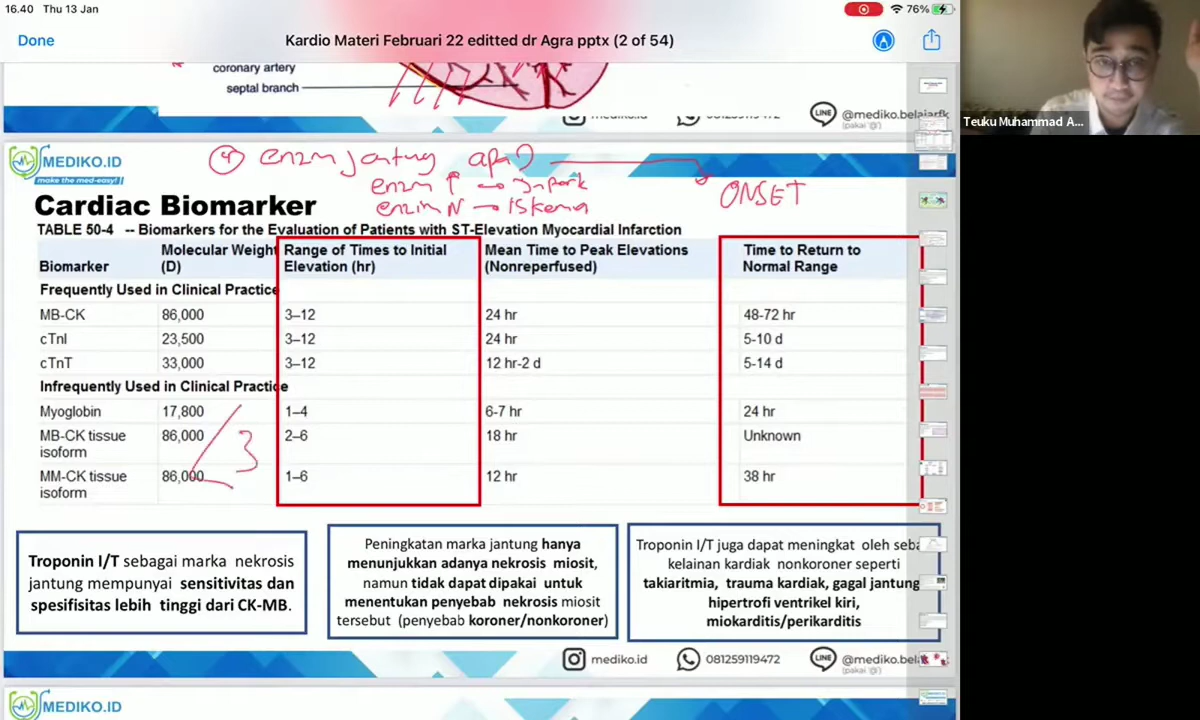 16.40 Thu 13 Jan
76%
Done
Kardio Materi Februari 22 editted dr Agra pptx (2 of 54)
coronary artery
septal branch
@mediko.belajarfk
(pakai '@')
Teuku Muhammad A...
MEDIKO.ID
make the med-easy!
4 enzim jantung apa?
ONSET
enzim ↑ → infark
enzim N → Iskemia
Cardiac Biomarker
TABLE 50-4 -- Biomarkers for the Evaluation of Patients with ST-Elevation Myocardial Infarction
Biomarker Molecular Weight (D) Range of Times to Initial Elevation (hr) Mean Time to Peak Elevations (Nonreperfused) Time to Return to Normal Range
Frequently Used in Clinical Practice
MB-CK 86,000 3–12 24 hr 48-72 hr
cTnI 23,500 3–12 24 hr 5-10 d
cTnT 33,000 3–12 12 hr-2 d 5-14 d
Infrequently Used in Clinical Practice
Myoglobin 17,800 1–4 6-7 hr 24 hr
MB-CK tissue isoform 86,000 2–6 18 hr Unknown
MM-CK tissue isoform 86,000 1–6 12 hr 38 hr
3
Troponin I/T sebagai marka nekrosis
jantung mempunyai sensitivitas dan
spesifisitas lebih tinggi dari CK-MB.
Peningkatan marka jantung hanya
menunjukkan adanya nekrosis miosit,
namun tidak dapat dipakai untuk
menentukan penyebab nekrosis miosit
tersebut (penyebab koroner/nonkoroner)
Troponin I/T juga dapat meningkat oleh seba
kelainan kardiak nonkoroner seperti
takiaritmia, trauma kardiak, gagal jantung
hipertrofi ventrikel kiri,
miokarditis/perikarditis
mediko.id
081259119472
LINE
@mediko.bela
(pakai '@')
MEDIKO.ID